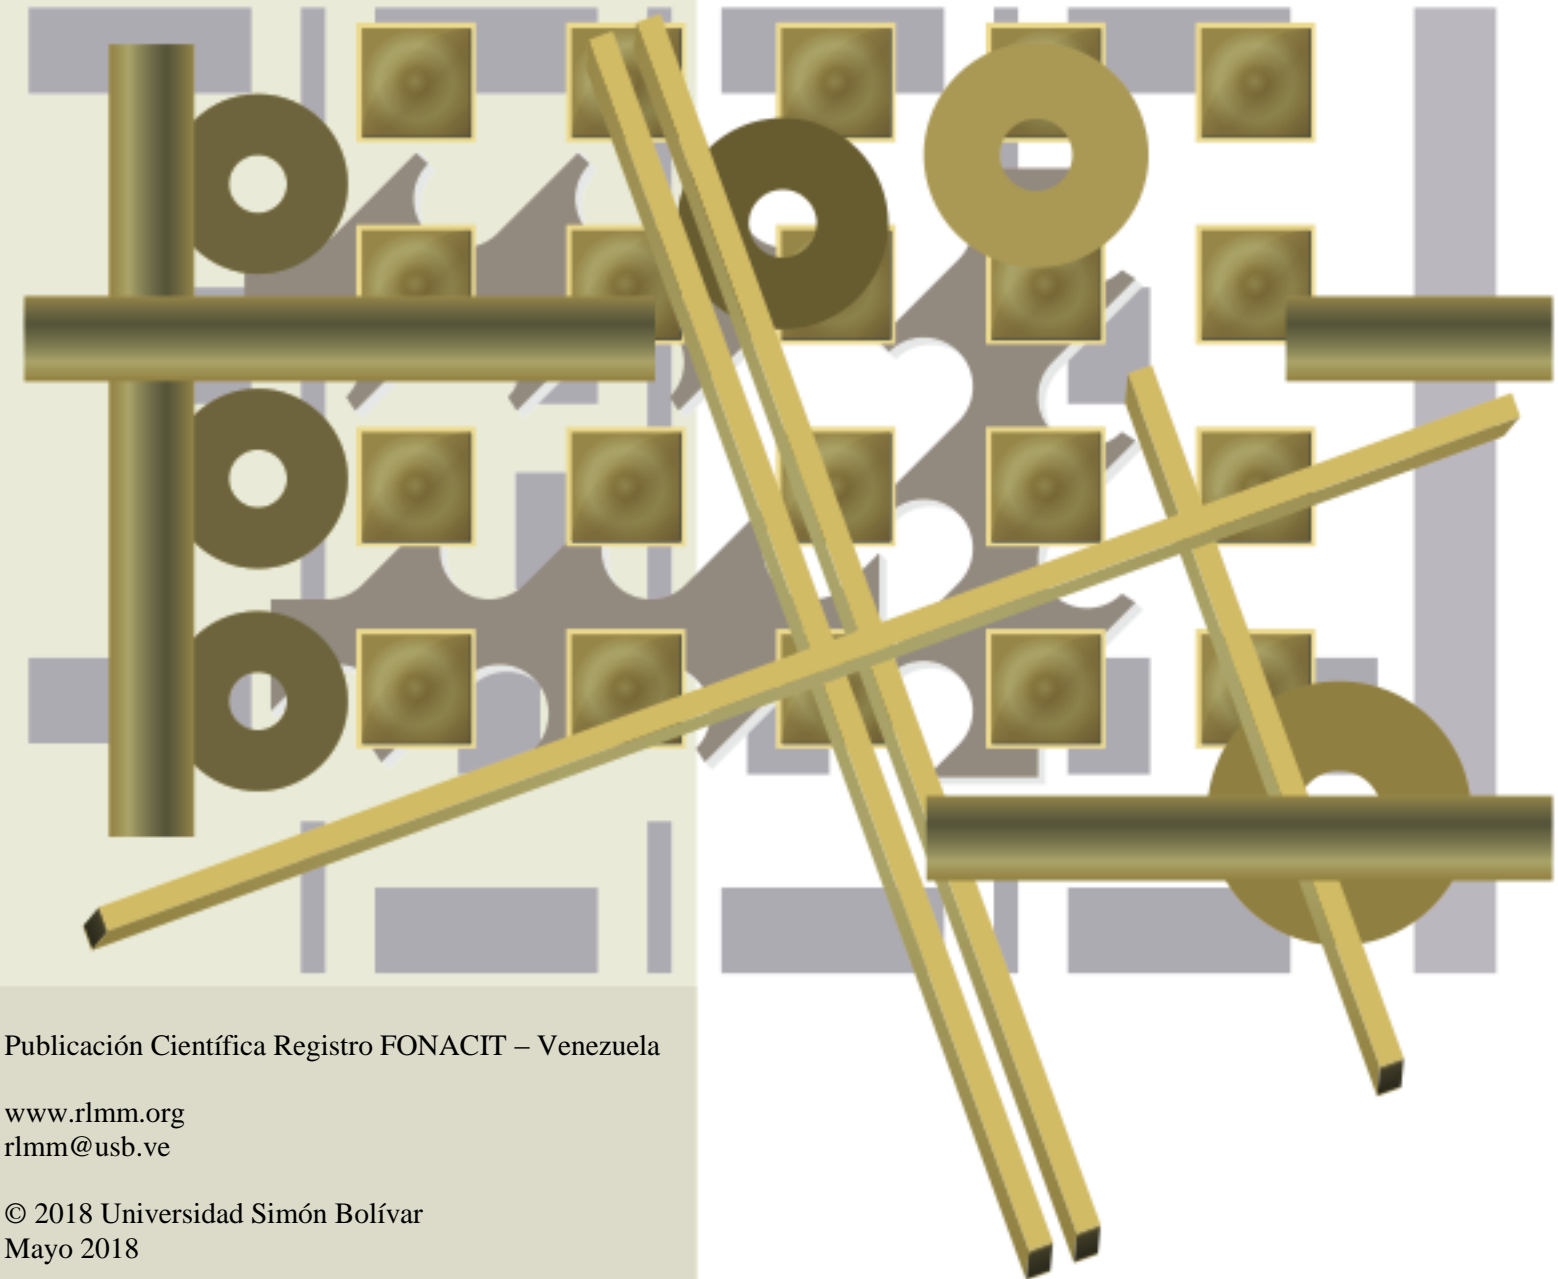 Publicación Científica Registro FONACIT – Venezuela
www.rlmm.org
rlmm@usb.ve
© 2018 Universidad Simón Bolívar
Mayo 2018